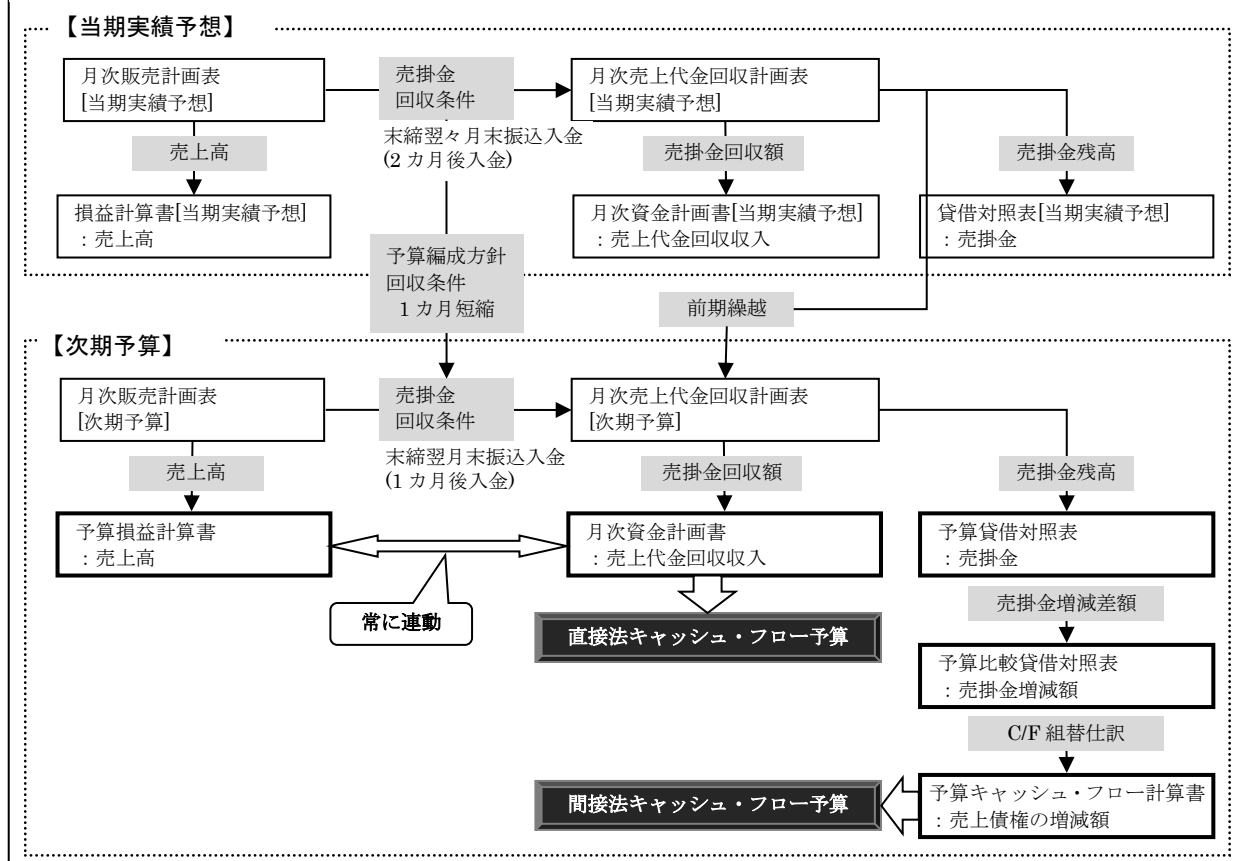 【当期実績予想】
月次販売計画表
[当期実績予想]
売掛金
回収条件
月次売上代金回収計画表
[当期実績予想]
末締翌々月末振込入金
(2 カ月後入金)
売上高
売掛金回収額
売掛金残高
損益計算書[当期実績予想]
：売上高
月次資金計画書[当期実績予想]
：売上代金回収収入
貸借対照表[当期実績予想]
：売掛金
予算編成方針
回収条件
1 カ月短縮
前期繰越
【次期予算】
月次販売計画表
[次期予算]
売掛金
回収条件
月次売上代金回収計画表
[次期予算]
末締翌月末振込入金
(1 カ月後入金)
売上高
売掛金回収額
売掛金残高
予算損益計算書
：売上高
月次資金計画書
：売上代金回収収入
予算貸借対照表
：売掛金
常に連動
直接法キャッシュ・フロー予算
売掛金増減差額
予算比較貸借対照表
：売掛金増減額
C/F 組替仕訳
間接法キャッシュ・フロー予算
予算キャッシュ・フロー計算書
：売上債権の増減額